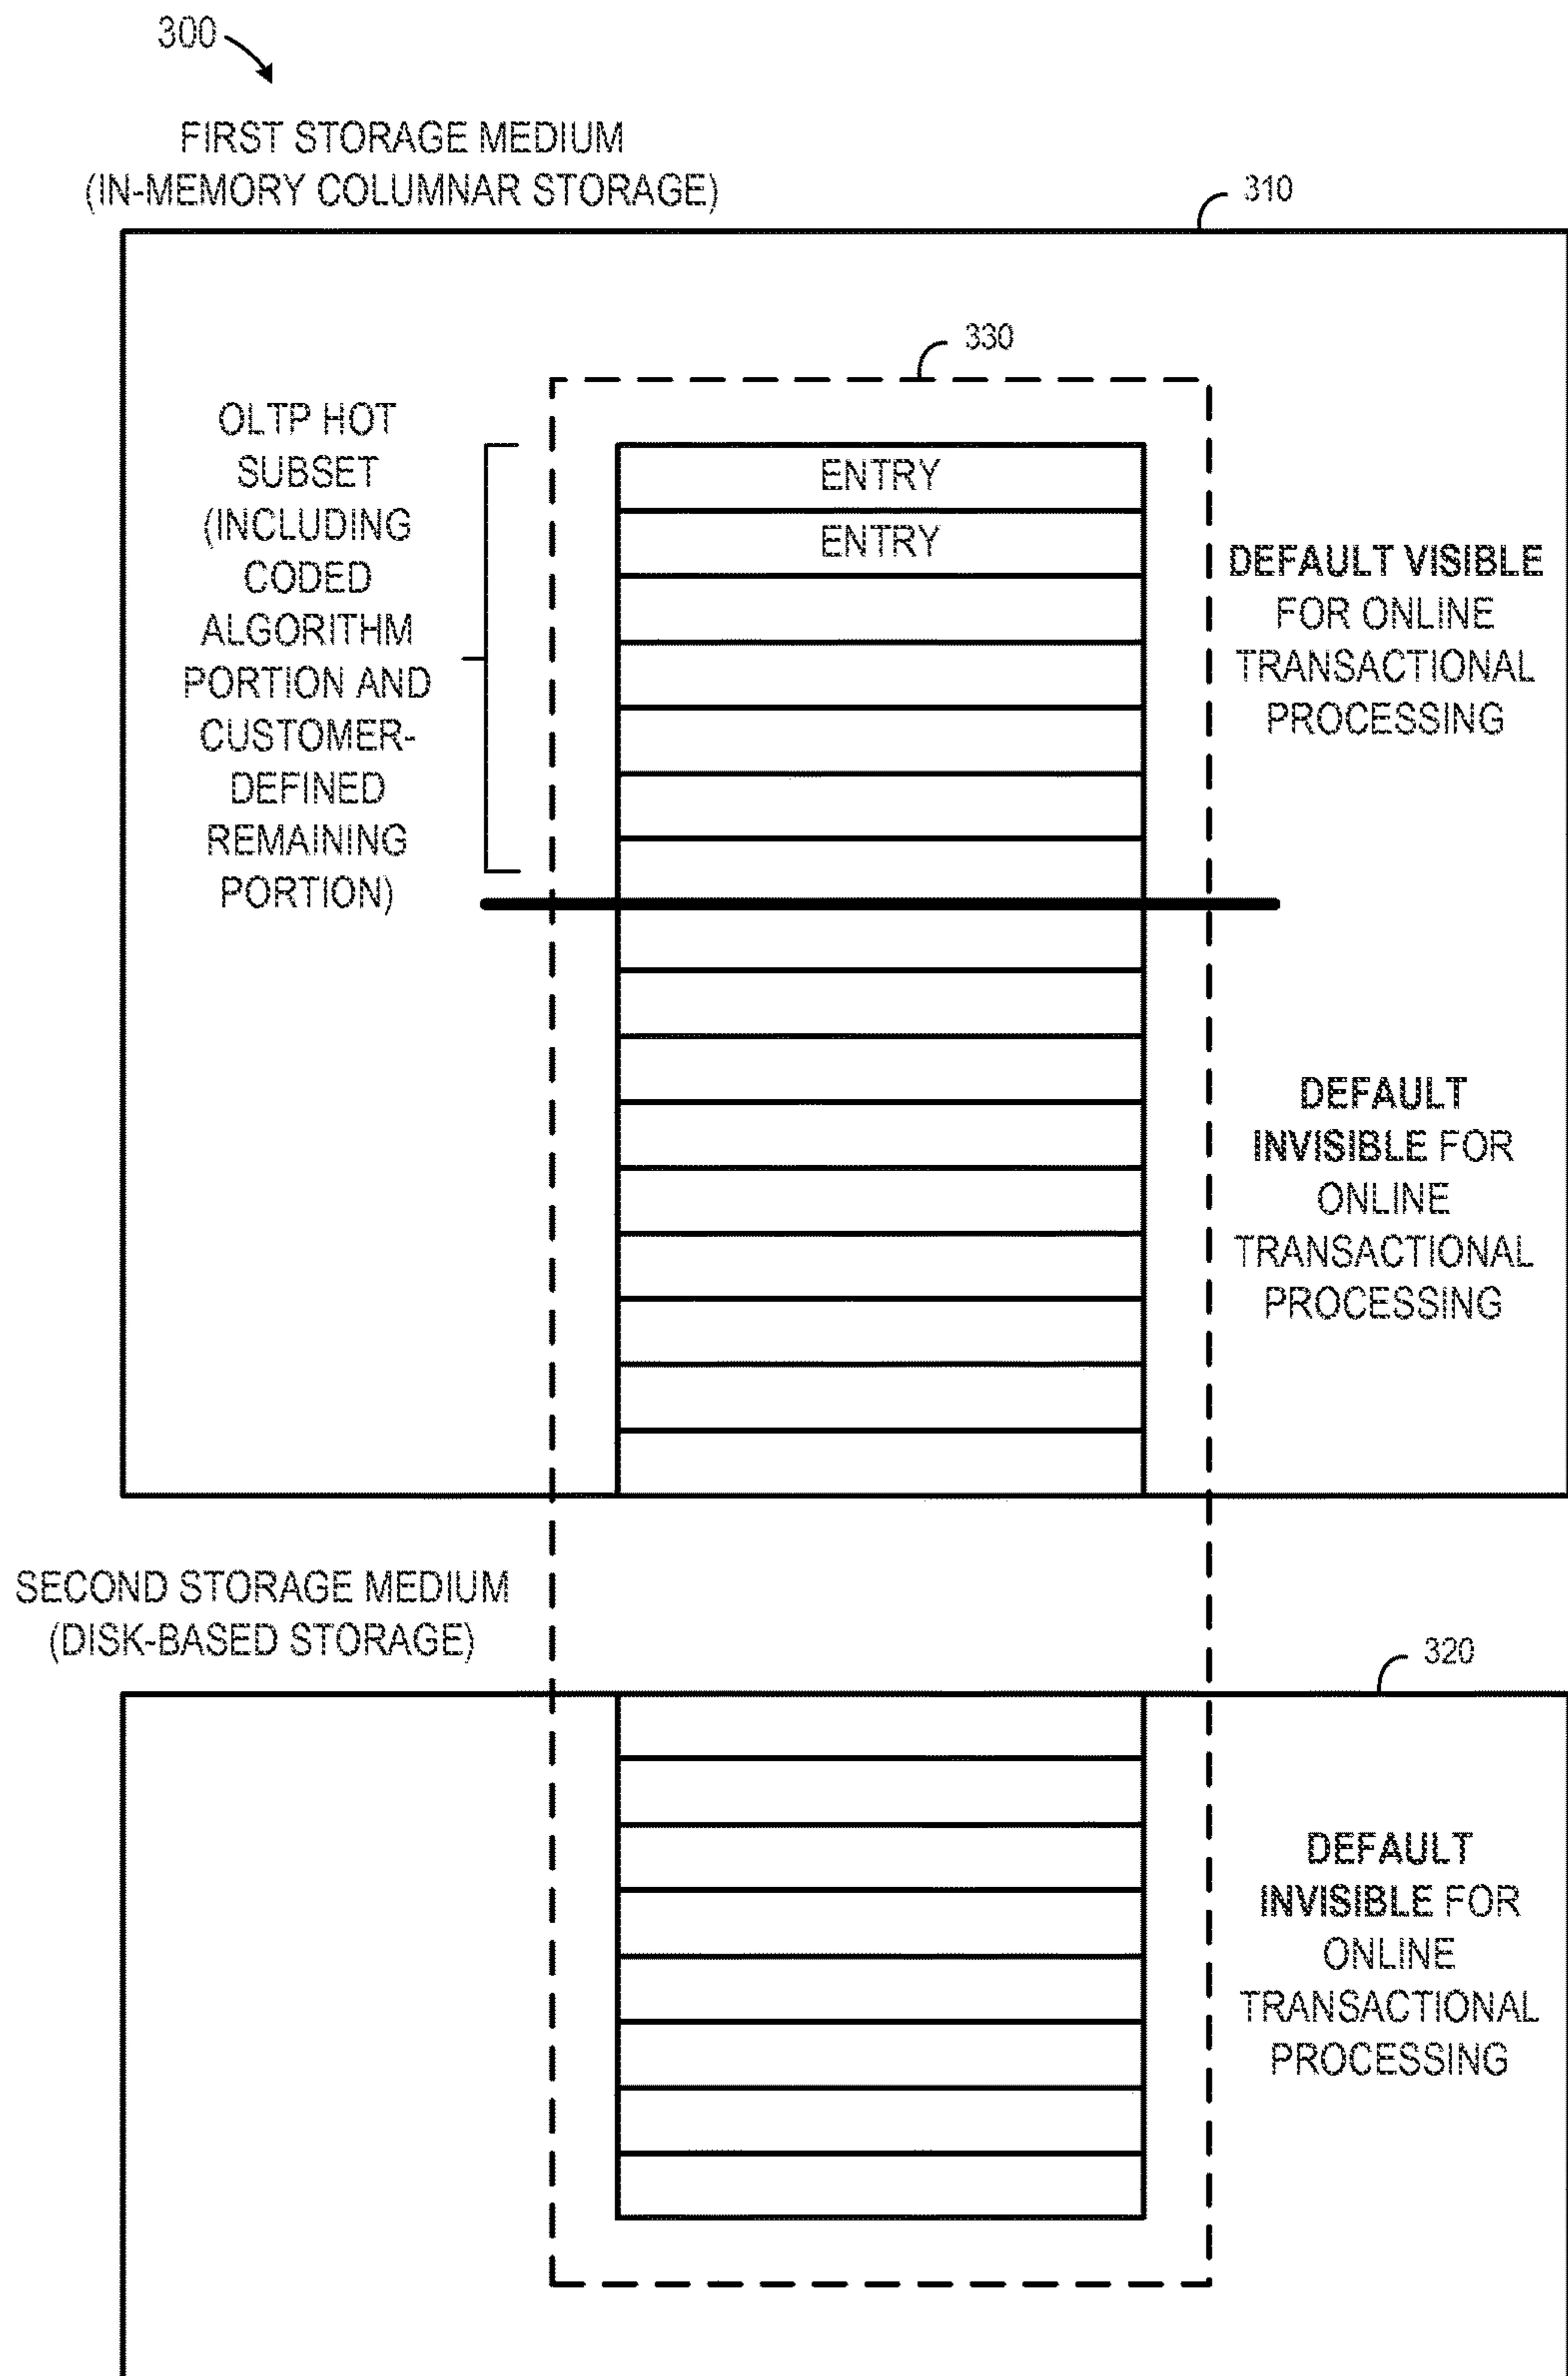 300
FIRST STORAGE MEDIUM
(IN-MEMORY COLUMNAR STORAGE)
310
330
OLTP HOT
SUBSET
(INCLUDING
CODED
ALGORITHM
PORTION AND
CUSTOMER-
DEFINED
REMAINING
PORTION)
ENTRY
ENTRY
DEFAULT VISIBLE
FOR ONLINE
TRANSACTIONAL
PROCESSING
DEFAULT
INVISIBLE FOR
ONLINE
TRANSACTIONAL
PROCESSING
SECOND STORAGE MEDIUM
(DISK-BASED STORAGE)
320
DEFAULT
INVISIBLE FOR
ONLINE
TRANSACTIONAL
PROCESSING